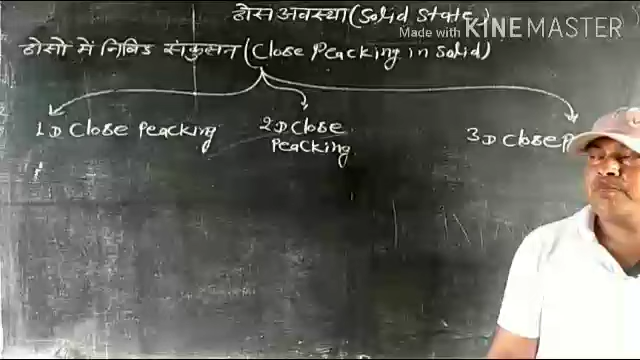 ठोस अवस्था (Solid State)
Made with KINEMASTER
ठोसो में निविड संकुलन (Close Peacking in Solid)
1D Close Peacking
2D Close
Peacking
3D Close P